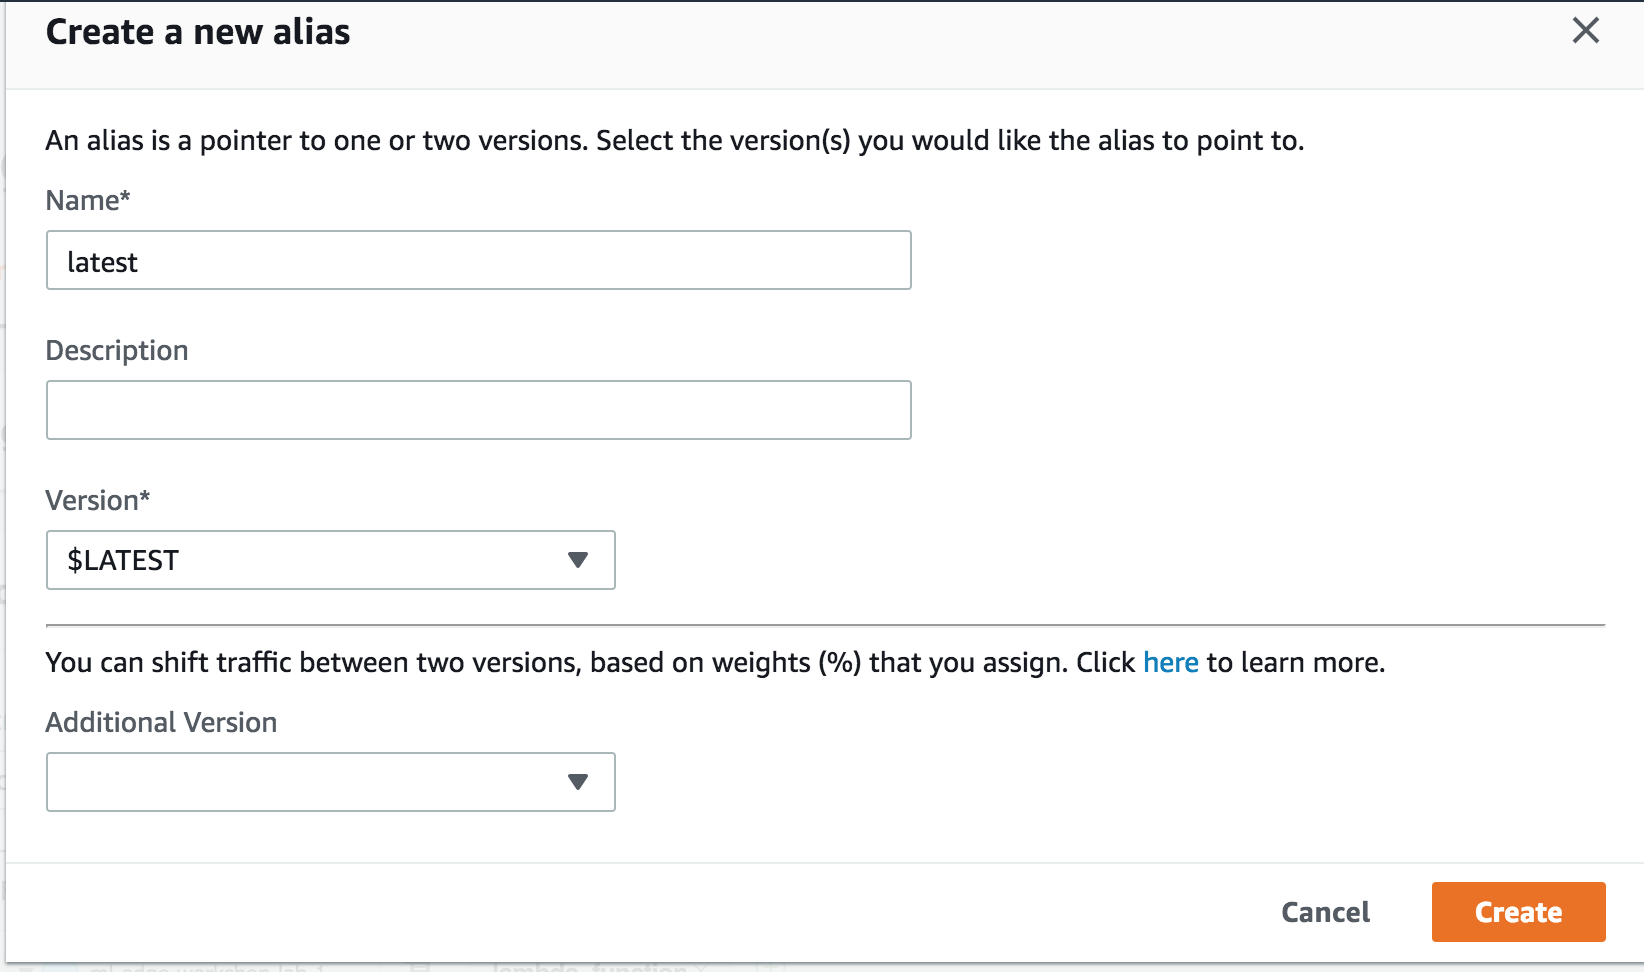 Create a new alias
An alias is a pointer to one or two versions. Select the version(s) you would like the alias to point to.
Name*
latest
Description
Version*
$LATEST
You can shift traffic between two versions, based on weights (%) that you assign. Click here to learn more.
Additional Version
Cancel
Create